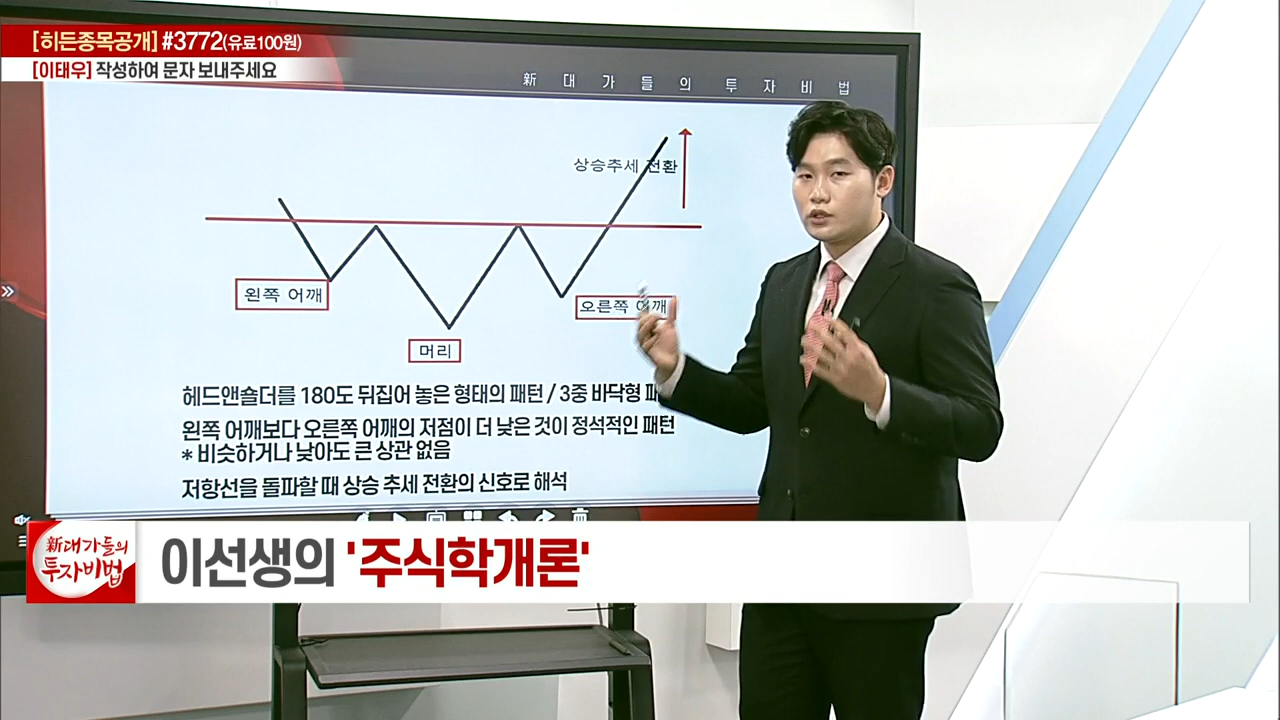 [히든종목공개] #3772(유료100원)
[이태우] 작성하여 문자 보내주세요
新 대 가 들 의 투 자 비 법
상승추세 전환
왼쪽 어깨
오른쪽 어깨
머리
헤드앤숄더를 180도 뒤집어 놓은 형태의 패턴 / 3중 바닥형
왼쪽 어깨보다 오른쪽 어깨의 저점이 더 낮은 것이 정석적인 패턴
* 비슷하거나 낮아도 큰 상관 없음
저항선을 돌파할 때 상승 추세 전환의 신호로 해석
新대가들의
투자비법
이선생의 '주식학개론'